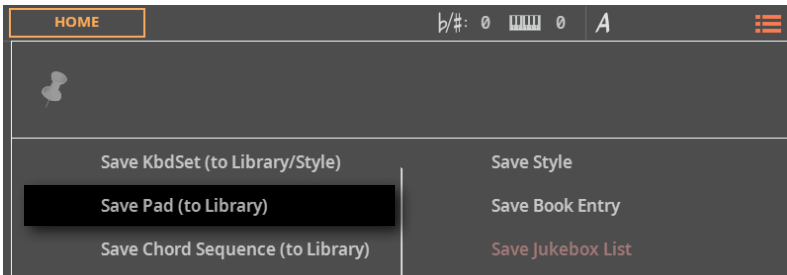 HOME
♭/#: 0 0 A
Save KbdSet (to Library/Style)
Save Pad (to Library)
Save Chord Sequence (to Library)
Save Style
Save Book Entry
Save Jukebox List